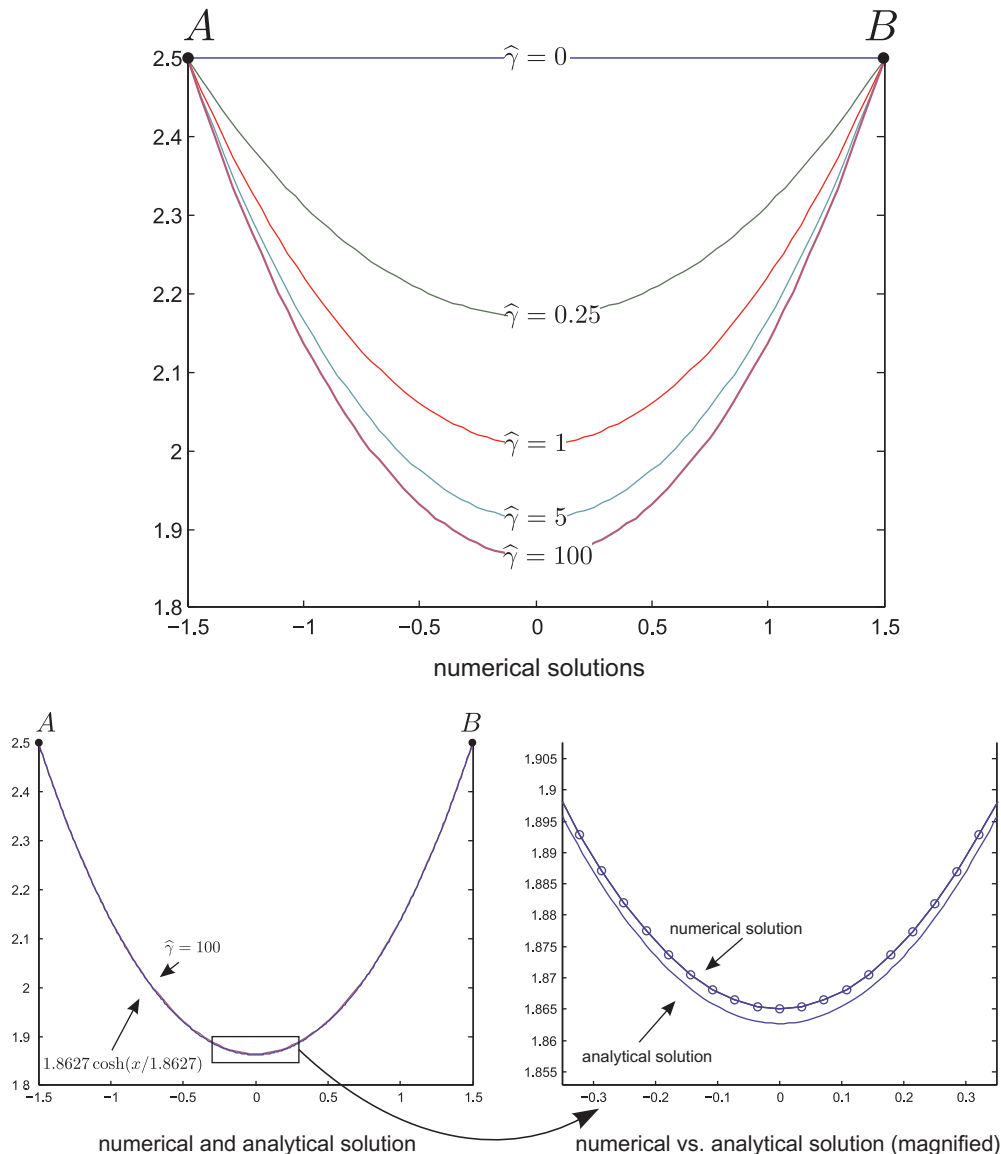 A B
2.5
γ̂ = 0
2.4
2.3
2.2
γ̂ = 0.25
2.1
2
γ̂ = 1
1.9
γ̂ = 5
γ̂ = 100
1.8
−1.5 −1 −0.5 0 0.5 1 1.5
numerical solutions
A B
2.5
2.4
2.3
2.2
2.1
2
1.9
1.8
γ̂ = 100
1.8627 cosh(x/1.8627)
-1.5 -1 -0.5 0 0.5 1 1.5
numerical and analytical solution
1.905
1.9
1.895
1.89
1.885
1.88
1.875
1.87
1.865
1.86
1.855
numerical solution
analytical solution
-0.3 -0.2 -0.1 0 0.1 0.2 0.3
numerical vs. analytical solution (magnified)